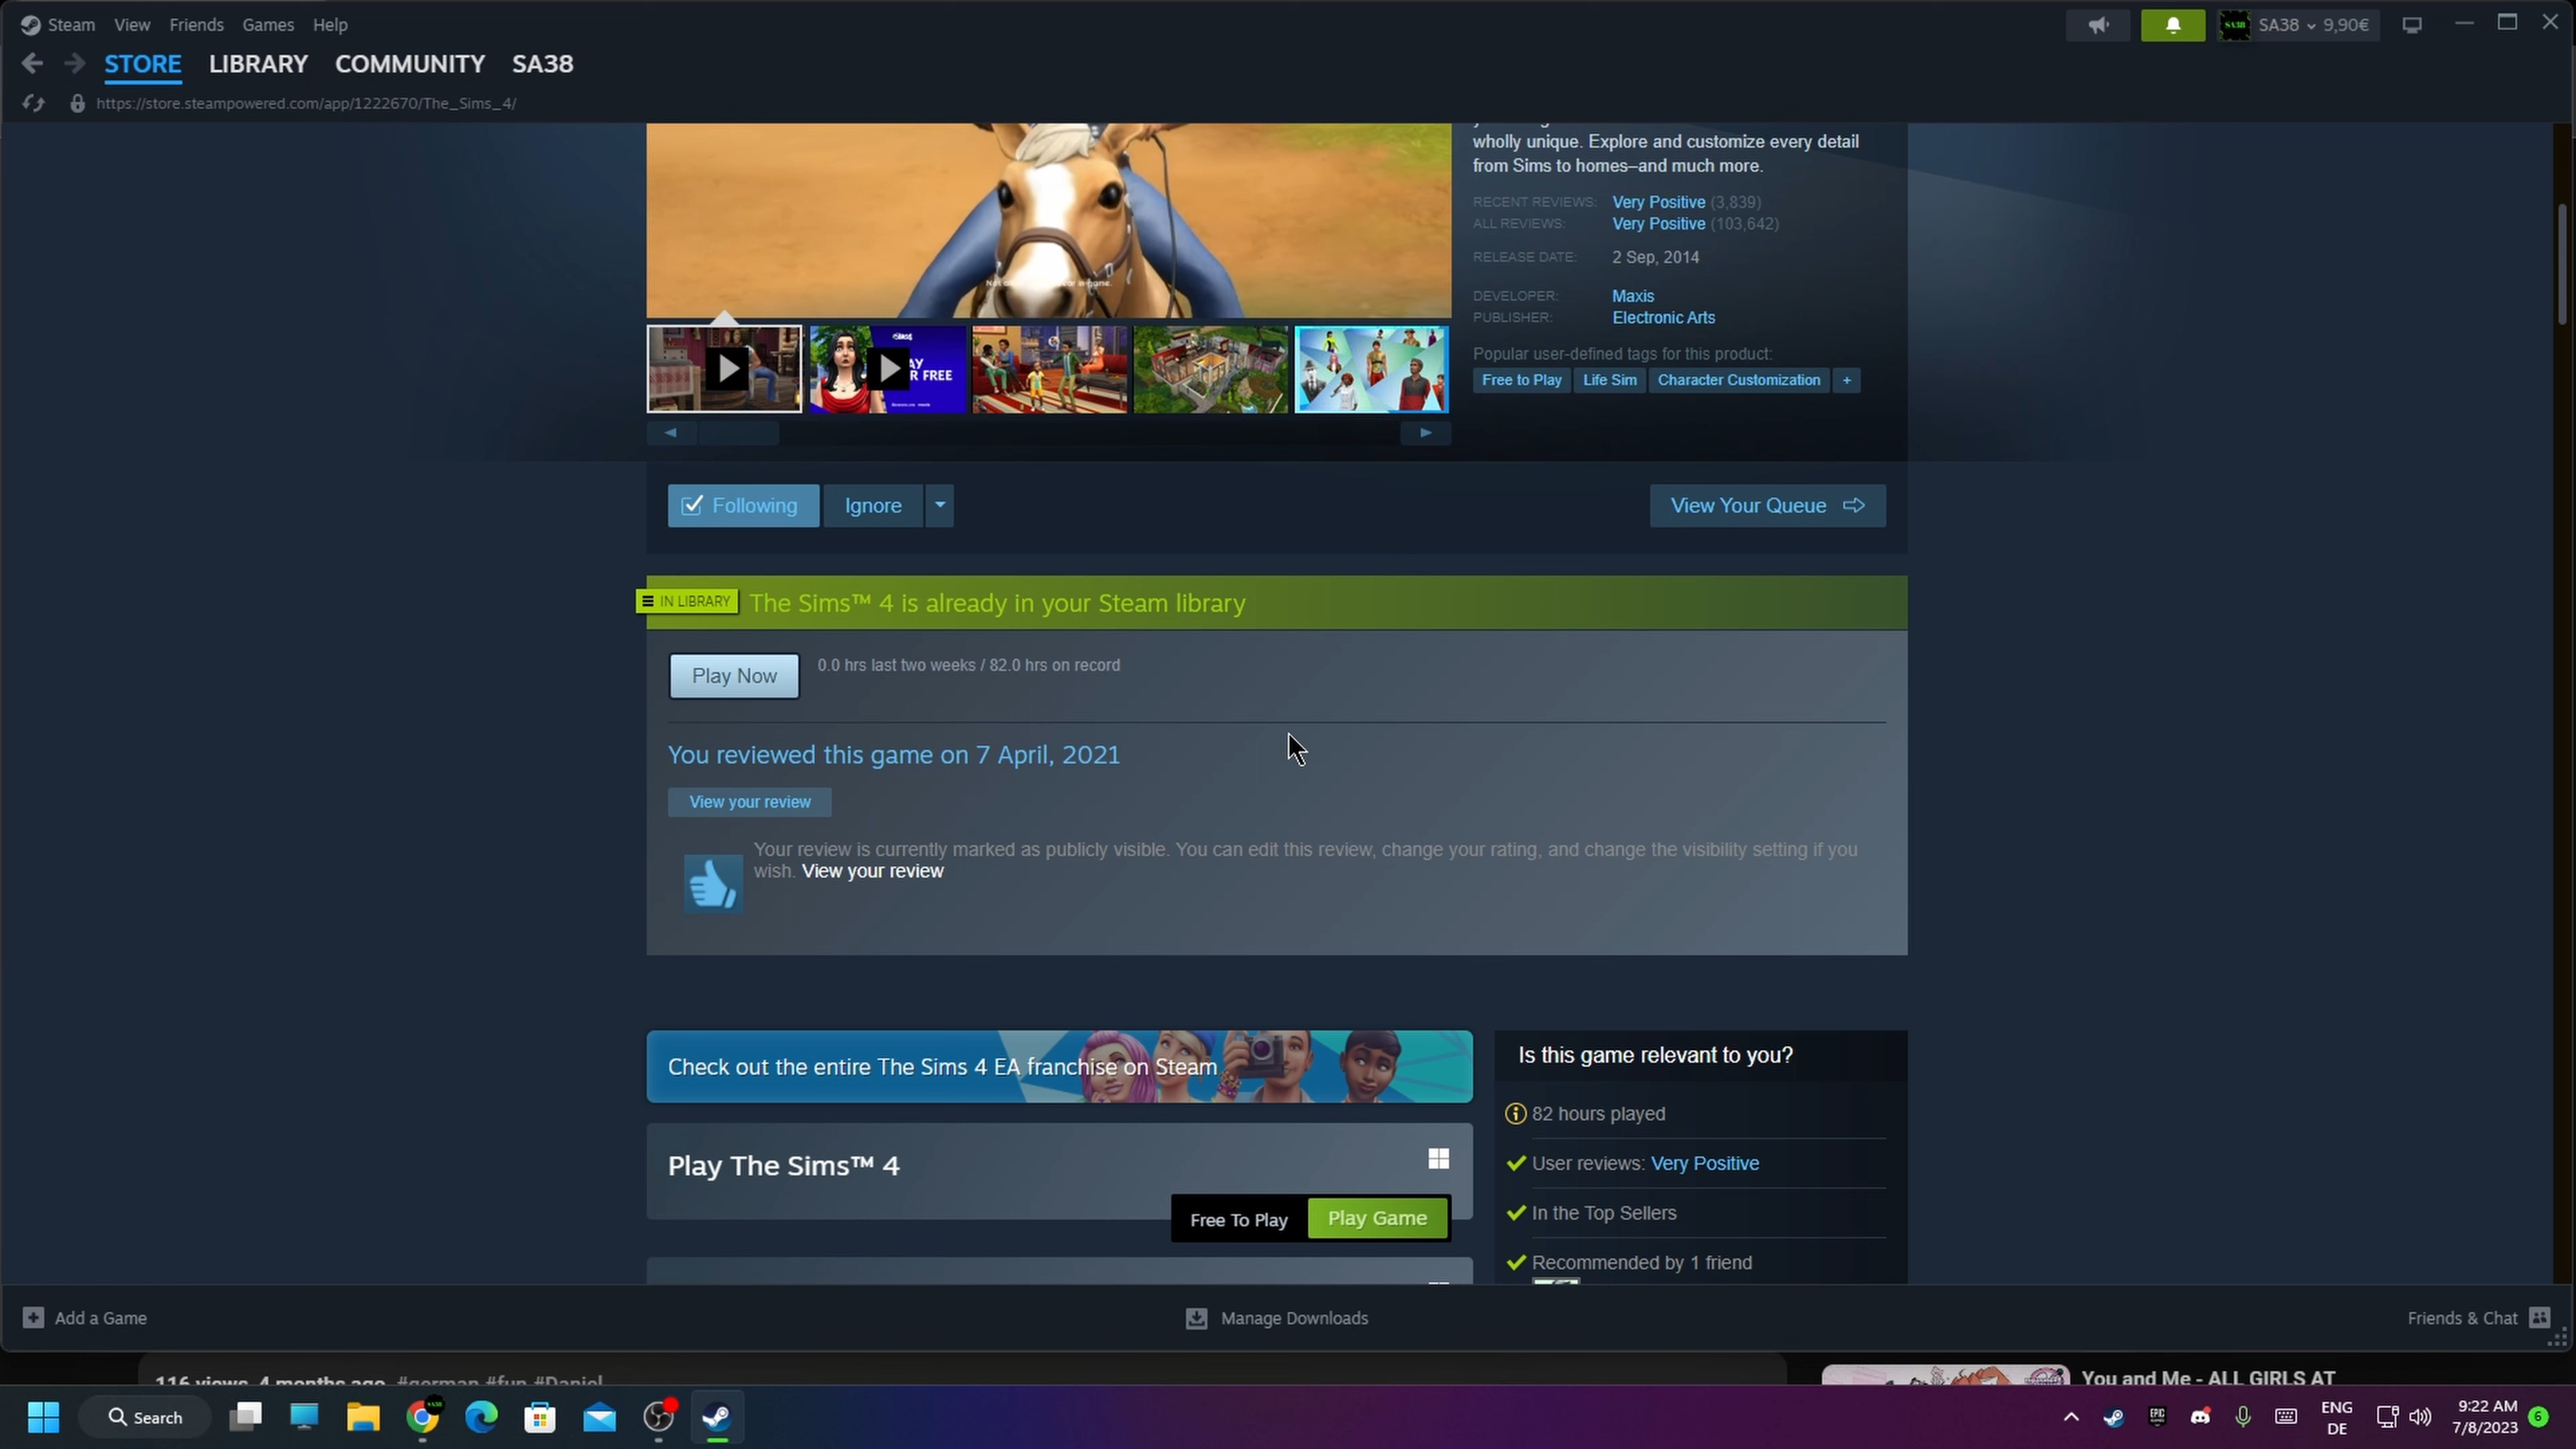 Steam View Friends Games Help
SA38 9,90€
STORE LIBRARY COMMUNITY SA38
https://store.steampowered.com/app/1222670/The_Sims_4/
wholly unique. Explore and customize every detail
from Sims to homes–and much more.
RECENT REVIEWS: Very Positive (3,839)
ALL REVIEWS: Very Positive (103,642)
RELEASE DATE: 2 Sep, 2014
DEVELOPER: Maxis
PUBLISHER: Electronic Arts
Popular user-defined tags for this product:
Free to Play Life Sim Character Customization +
Following Ignore View Your Queue
IN LIBRARY The Sims™ 4 is already in your Steam library
Play Now 0.0 hrs last two weeks / 82.0 hrs on record
You reviewed this game on 7 April, 2021
View your review
Your review is currently marked as publicly visible. You can edit this review, change your rating, and change the visibility setting if you
wish. View your review
Check out the entire The Sims 4 EA franchise on Steam
Play The Sims™ 4
Free To Play Play Game
Is this game relevant to you?
82 hours played
User reviews: Very Positive
In the Top Sellers
Recommended by 1 friend
Add a Game Manage Downloads Friends & Chat
116 views 4 months ago #german #fun #Daniel
You and Me - ALL GIRLS AT
Search
ENG
DE
9:22 AM
7/8/2023
6